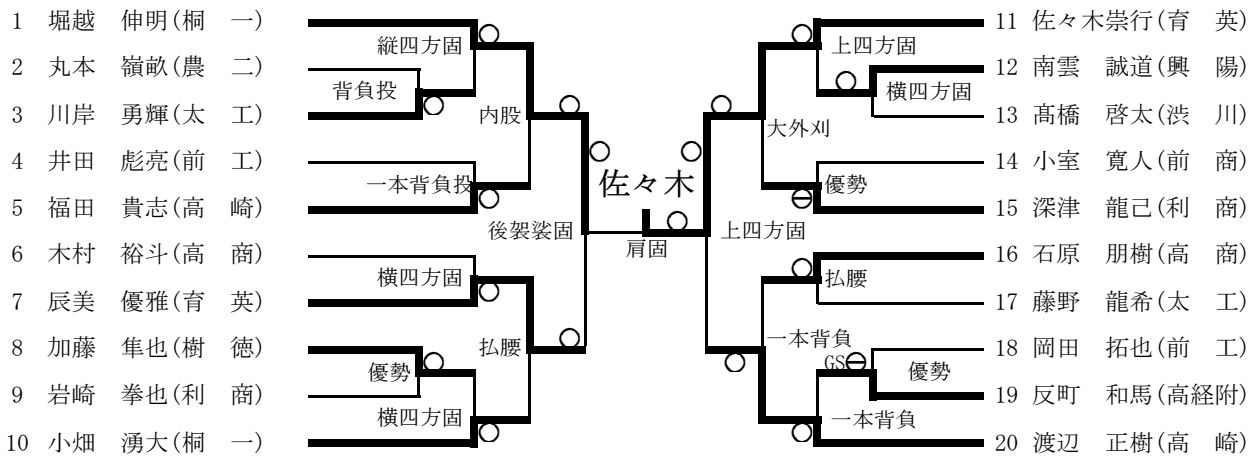 1 堀越 伸明(桐 一)
2 丸本 嶺畝(農 二)
3 川岸 勇輝(太 工)
4 井田 彪亮(前 工)
5 福田 貴志(高 崎)
6 木村 裕斗(高 商)
7 辰美 優雅(育 英)
8 加藤 隼也(樹 徳)
9 岩崎 拳也(利 商)
10 小畑 湧大(桐 一)
縦四方固
背負投
内股
一本背負投
後袈裟固
横四方固
払腰
優勢
横四方固
佐々木
肩固
上四方固
横四方固
大外刈
優勢
上四方固
払腰
一本背負
GS
優勢
一本背負
11 佐々木崇行(育 英)
12 南雲 誠道(興 陽)
13 髙橋 啓太(渋 川)
14 小室 寛人(前 商)
15 深津 龍己(利 商)
16 石原 朋樹(高 商)
17 藤野 龍希(太 工)
18 岡田 拓也(前 工)
19 反町 和馬(高経附)
20 渡辺 正樹(高 崎)